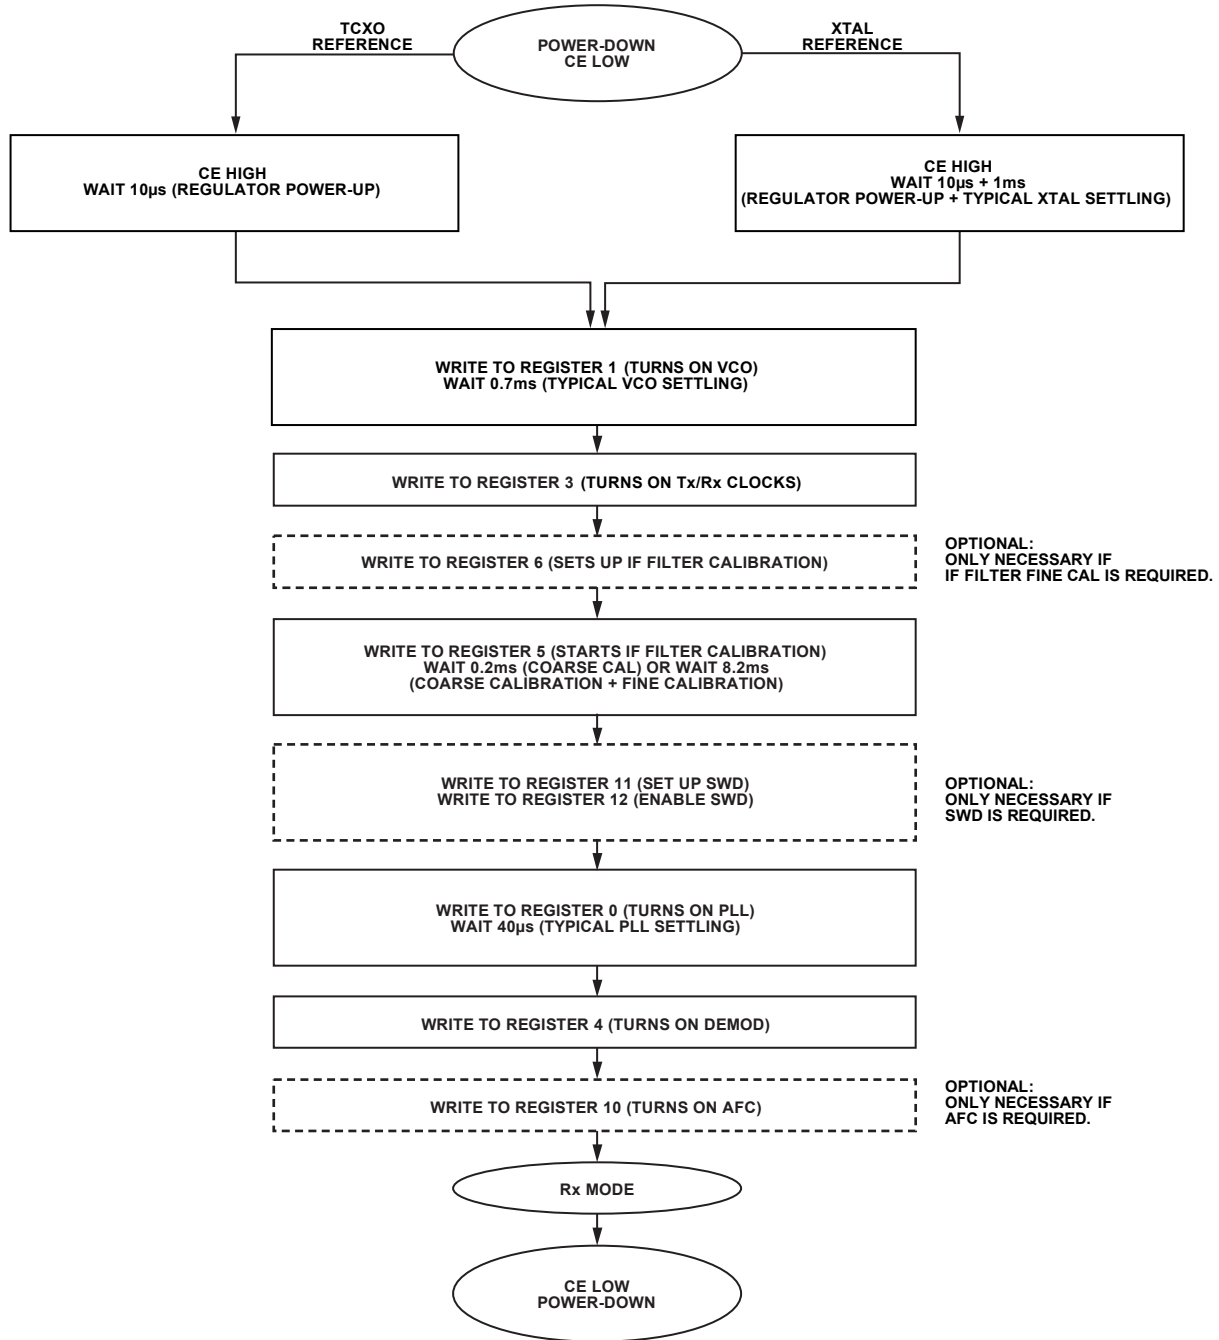 TCXO
REFERENCE
POWER-DOWN
CE LOW
XTAL
REFERENCE
CE HIGH
WAIT 10µs (REGULATOR POWER-UP)
CE HIGH
WAIT 10µs + 1ms
(REGULATOR POWER-UP + TYPICAL XTAL SETTLING)
WRITE TO REGISTER 1 (TURNS ON VCO)
WAIT 0.7ms (TYPICAL VCO SETTLING)
WRITE TO REGISTER 3 (TURNS ON Tx/Rx CLOCKS)
WRITE TO REGISTER 6 (SETS UP IF FILTER CALIBRATION)
OPTIONAL:
ONLY NECESSARY IF
IF FILTER FINE CAL IS REQUIRED.
WRITE TO REGISTER 5 (STARTS IF FILTER CALIBRATION)
WAIT 0.2ms (COARSE CAL) OR WAIT 8.2ms
(COARSE CALIBRATION + FINE CALIBRATION)
WRITE TO REGISTER 11 (SET UP SWD)
WRITE TO REGISTER 12 (ENABLE SWD)
OPTIONAL:
ONLY NECESSARY IF
SWD IS REQUIRED.
WRITE TO REGISTER 0 (TURNS ON PLL)
WAIT 40µs (TYPICAL PLL SETTLING)
WRITE TO REGISTER 4 (TURNS ON DEMOD)
WRITE TO REGISTER 10 (TURNS ON AFC)
OPTIONAL:
ONLY NECESSARY IF
AFC IS REQUIRED.
Rx MODE
CE LOW
POWER-DOWN